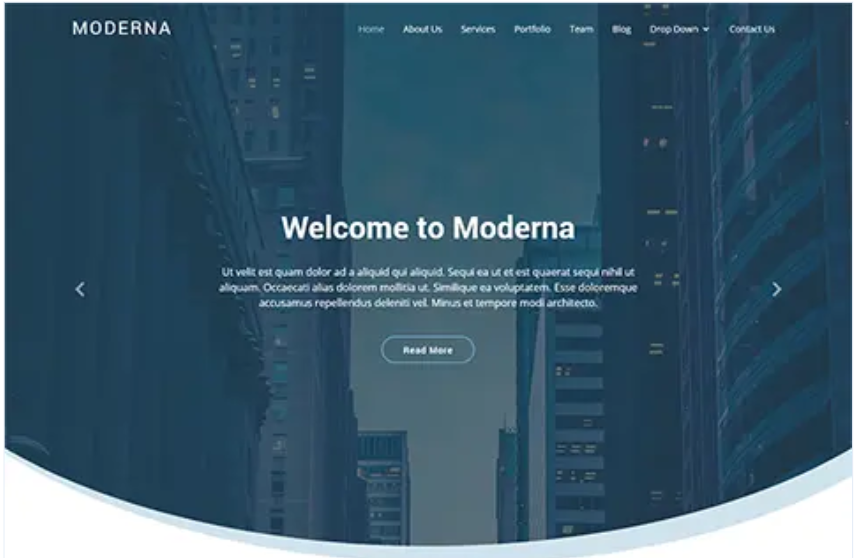 MODERNA
Home About Us Services Portfolio Team Blog Drop Down Contact Us
Welcome to Moderna
Ut velit est quam dolor ad a aliquid qui aliquid. Sequi ea ut et est quaerat sequi nihil ut
aliquam. Occaecati alias dolorem mollitia ut. Similique ea voluptatem. Esse doloremque
accusamus repellendus deleniti vel. Minus et tempore modi architecto.
Read More